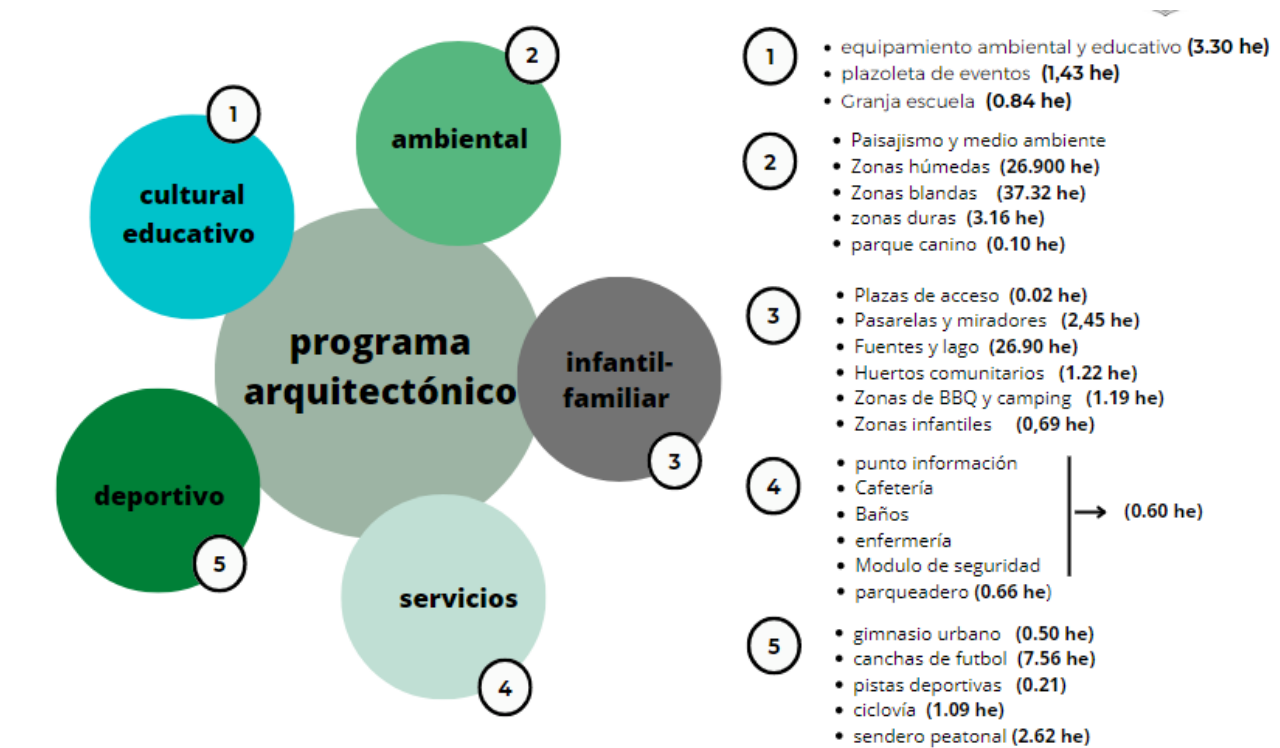 1
cultural
educativo
2
ambiental
programa
arquitectónico
infantil-
familiar
3
deportivo
5
servicios
4
1
• equipamiento ambiental y educativo (3.30 he)
• plazoleta de eventos (1,43 he)
• Granja escuela (0.84 he)
2
• Paisajismo y medio ambiente
• Zonas húmedas (26.900 he)
• Zonas blandas (37.32 he)
• zonas duras (3.16 he)
• parque canino (0.10 he)
3
• Plazas de acceso (0.02 he)
• Pasarelas y miradores (2,45 he)
• Fuentes y lago (26.90 he)
• Huertos comunitarios (1.22 he)
• Zonas de BBQ y camping (1.19 he)
• Zonas infantiles (0,69 he)
4
• punto información
• Cafetería
• Baños
• enfermería
• Modulo de seguridad
(0.60 he)
• parqueadero (0.66 he)
5
• gimnasio urbano (0.50 he)
• canchas de futbol (7.56 he)
• pistas deportivas (0.21)
• ciclovía (1.09 he)
• sendero peatonal (2.62 he)